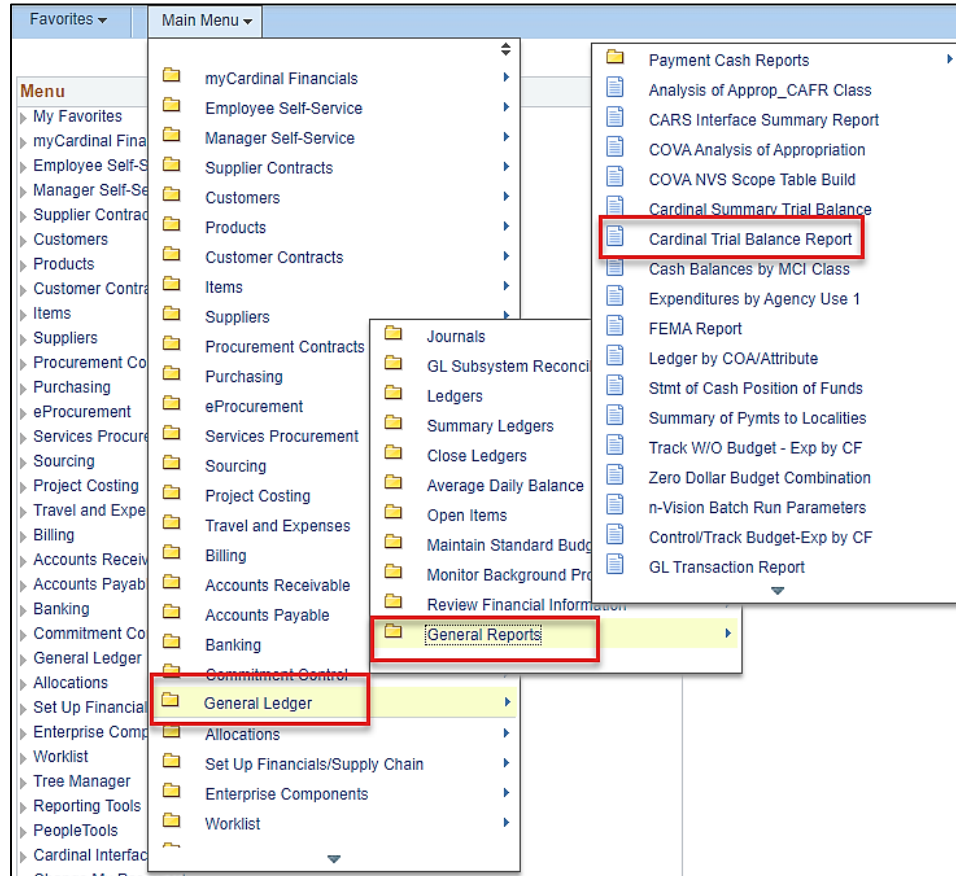 Favorites
Main Menu
Menu
My Favorites
myCardinal Fina
Employee Self-S
Manager Self-Se
Supplier Contrac
Customers
Products
Customer Contra
Items
Suppliers
Procurement Co
Purchasing
eProcurement
Services Procure
Sourcing
Project Costing
Travel and Expe
Billing
Accounts Receiv
Accounts Payab
Banking
Commitment Co
General Ledger
Allocations
Set Up Financial
Enterprise Comp
Worklist
Tree Manager
Reporting Tools
PeopleTools
Cardinal Interfac
myCardinal Financials
Employee Self-Service
Manager Self-Service
Supplier Contracts
Customers
Products
Customer Contracts
Items
Suppliers
Procurement Contracts
Purchasing
eProcurement
Services Procurement
Sourcing
Project Costing
Travel and Expenses
Billing
Accounts Receivable
Accounts Payable
Banking
Commitment Control
General Ledger
Allocations
Set Up Financials/Supply Chain
Enterprise Components
Worklist
Journals
GL Subsystem Reconcil
Ledgers
Summary Ledgers
Close Ledgers
Average Daily Balance
Open Items
Maintain Standard Budg
Monitor Background Pro
Review Financial Information
General Reports
Payment Cash Reports
Analysis of Approp_CAFR Class
CARS Interface Summary Report
COVA Analysis of Appropriation
COVA NVS Scope Table Build
Cardinal Summary Trial Balance
Cardinal Trial Balance Report
Cash Balances by MCI Class
Expenditures by Agency Use 1
FEMA Report
Ledger by COA/Attribute
Stmt of Cash Position of Funds
Summary of Pymts to Localities
Track W/O Budget - Exp by CF
Zero Dollar Budget Combination
n-Vision Batch Run Parameters
Control/Track Budget-Exp by CF
GL Transaction Report